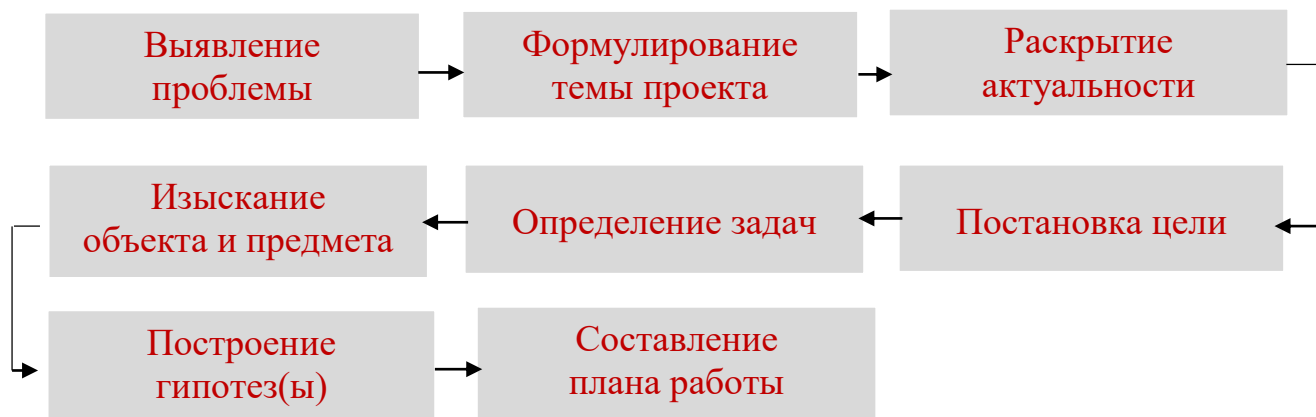 Выявление
проблемы
Формулирование
темы проекта
Раскрытие
актуальности
Постановка цели
Определение задач
Изыскание
объекта и предмета
Построение
гипотез(ы)
Составление
плана работы